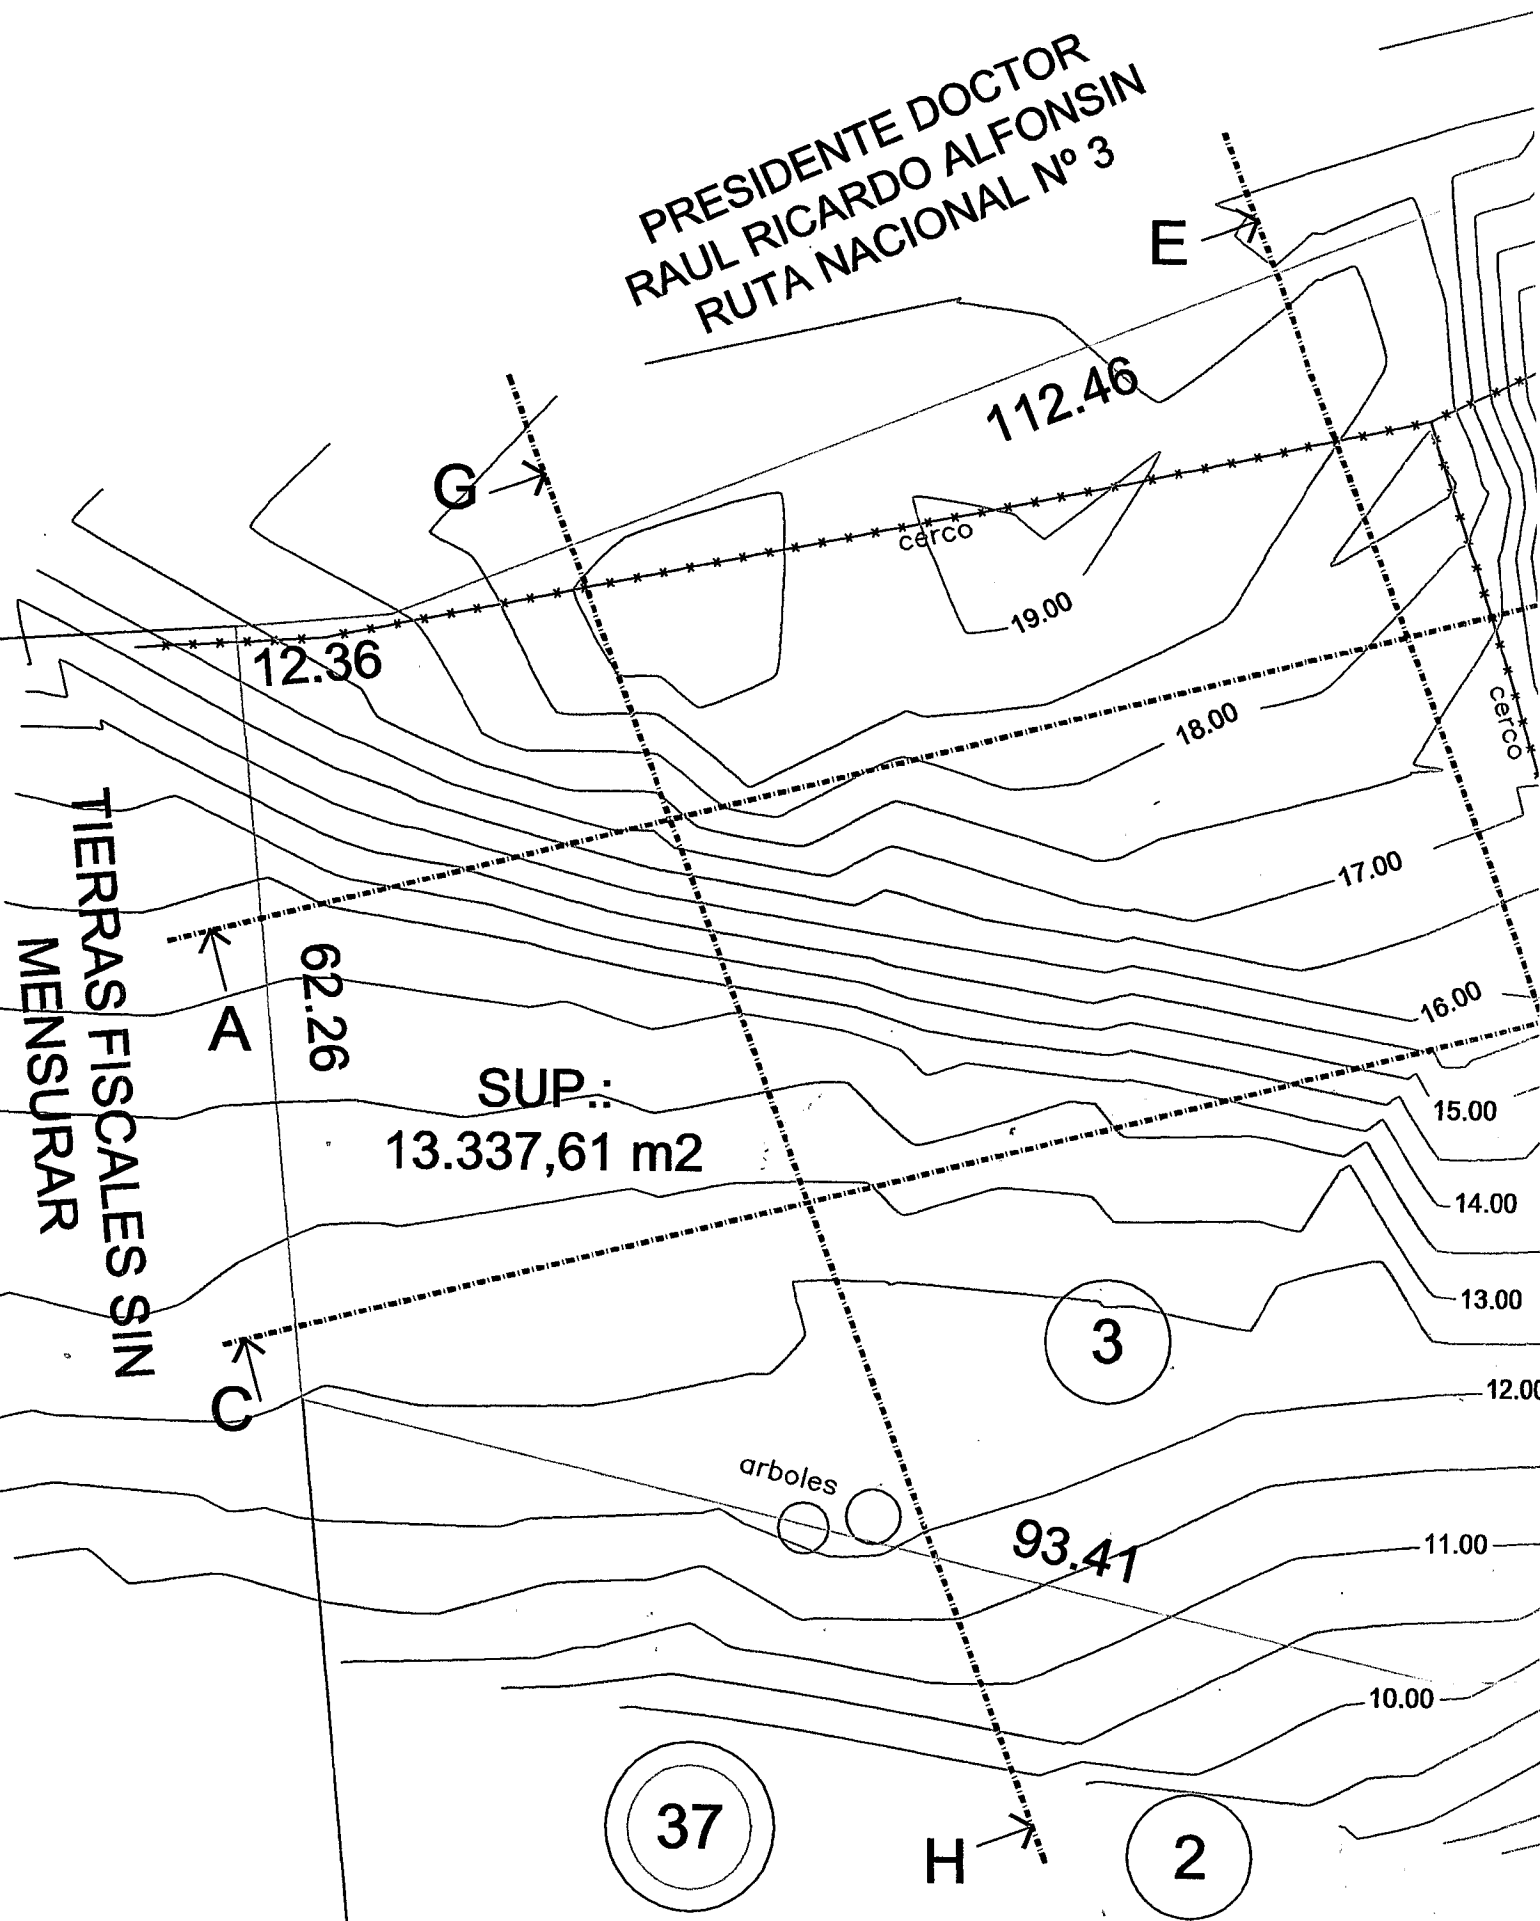 PRESIDENTE DOCTOR
RAUL RICARDO ALFONSIN
RUTA NACIONAL Nº 3
E
112.46
G
cerco
19.00
12.36
18.00
cerco
17.00
TIERRAS FISCALES SIN
MENSURAR
62.26
A
16.00
SUP.:
13.337,61 m2
15.00
14.00
13.00
3
12.00
C
arboles
93.41
11.00
10.00
37
H
2